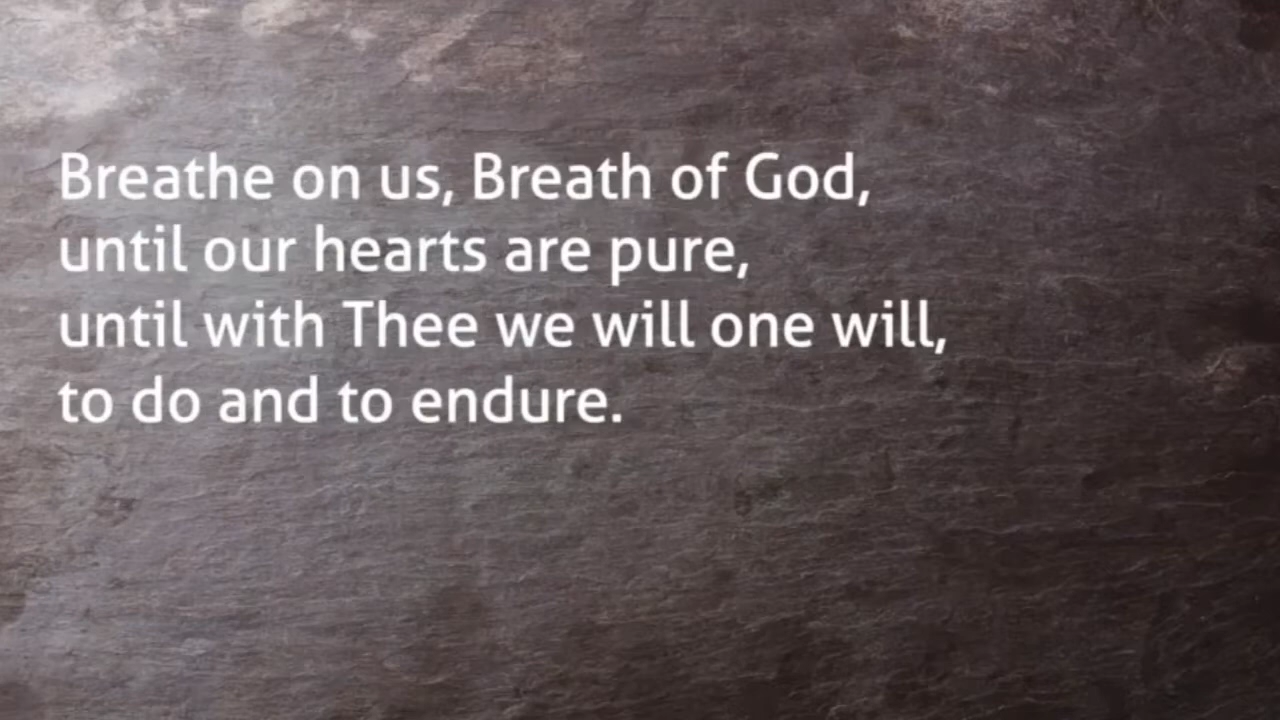 Breathe on us, Breath of God,
until our hearts are pure,
until with Thee we will one will,
to do and to endure.